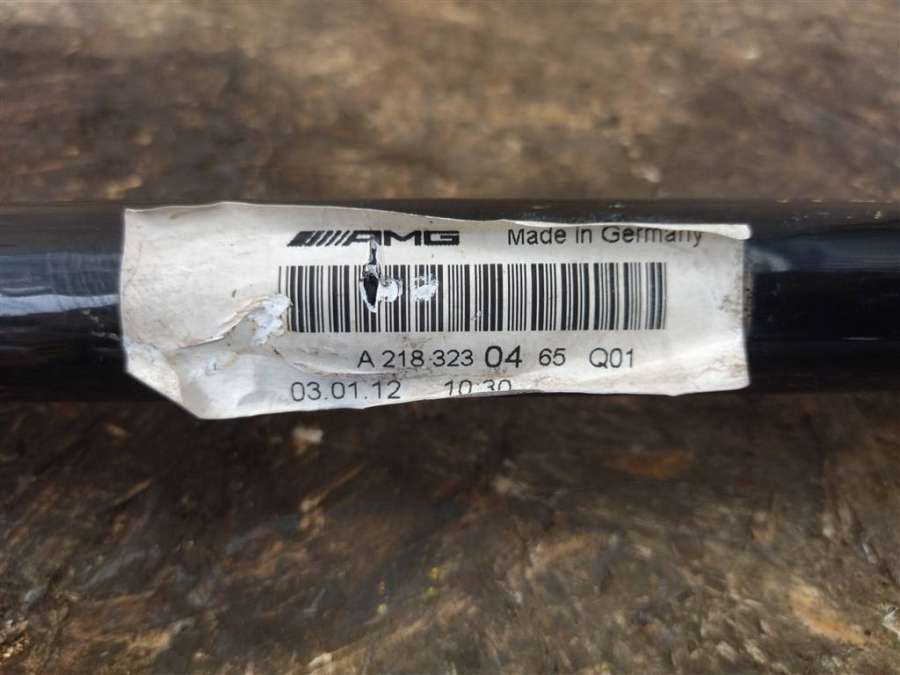 AMG Made in Germany
A 218 323 04 65 Q01
03.01.12 10:30